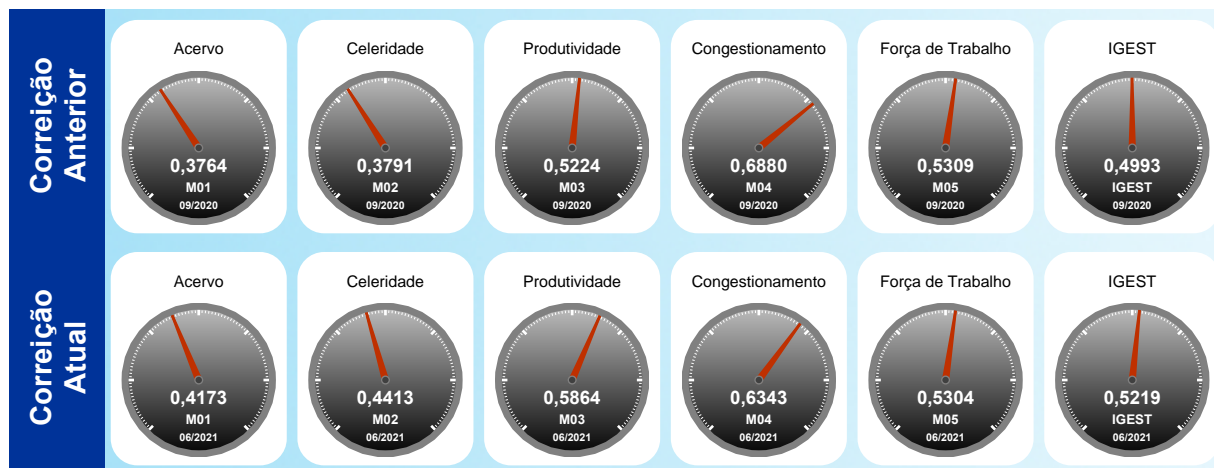 Correição
Anterior
Acervo
0,3764
M01
09/2020
Celeridade
0,3791
M02
09/2020
Produtividade
0,5224
M03
09/2020
Congestionamento
0,6880
M04
09/2020
Força de Trabalho
0,5309
M05
09/2020
IGEST
0,4993
IGEST
09/2020
Correição
Atual
Acervo
0,4173
M01
06/2021
Celeridade
0,4413
M02
06/2021
Produtividade
0,5864
M03
06/2021
Congestionamento
0,6343
M04
06/2021
Força de Trabalho
0,5304
M05
06/2021
IGEST
0,5219
IGEST
06/2021